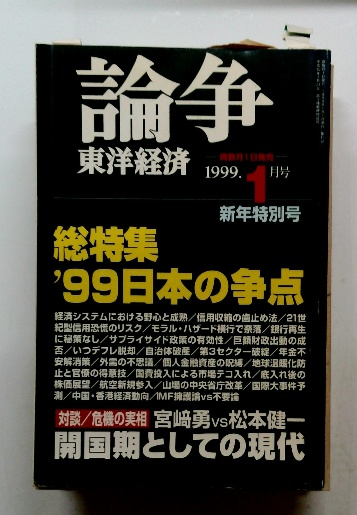 論争
東洋経済
1999.1月号
新年特別号
総特集
'99日本の争点
経済システムにおける野心と成熟／信用収縮の歯止め法／21世
紀型信用恐慌のリスク／モラル・ハザード横行で奈落／銀行再生
に秘策なし／サプライサイド政策の有効性／巨額財政出動の成
否／いつデフレ脱却／自治体破産／第3セクター破綻／年金不
安解消策／外需の不思議／個人金融資産の呪縛／地球温暖化防
止と官僚の得意技／国費投入による市場テコ入れ／底入れ後の
株価展望／航空新規参入／山場の中央省庁改革／国際大事件予
測／中国・香港経済動向／IMF擁護論vs不要論
対談／危機の実相 宮﨑勇vs松本健一
開国期としての現代